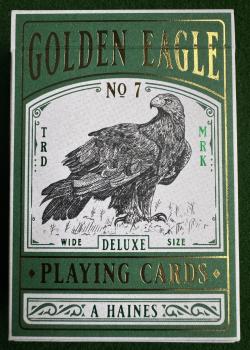 GOLDEN EAGLE
No 7
TRD MRK:
WIDE DELUXE SIZE
PLAYING CARDS
A HAINES